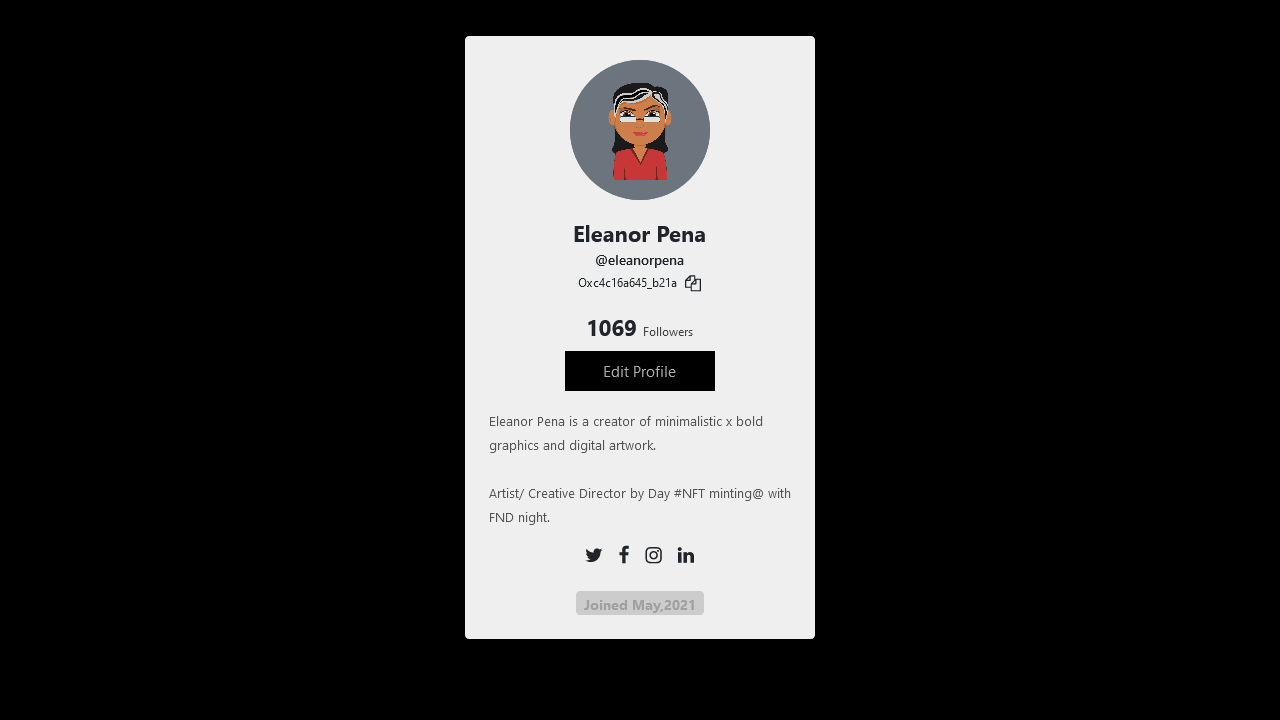 Eleanor Pena
@eleanorpena
Oxc4c16a645_b21a
1069 Followers
Edit Profile
Eleanor Pena is a creator of minimalistic x bold
graphics and digital artwork.
Artist/ Creative Director by Day #NFT minting@ with
FND night.
Joined May,2021